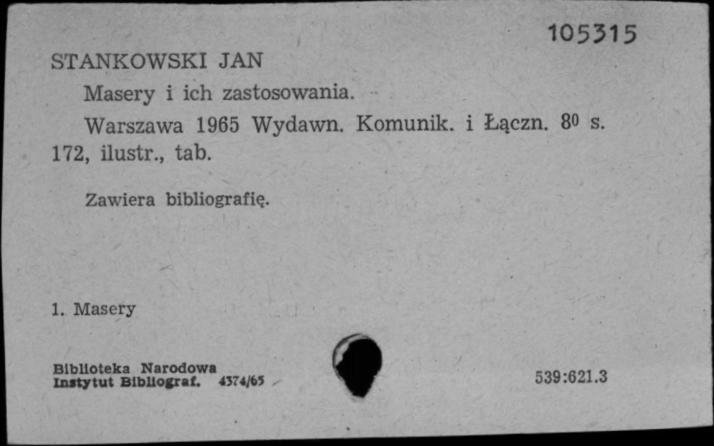 105315
STANKOWSKI JAN
Masery i ich zastosowania.
Warszawa 1965 Wydawn. Komunik. i Łączn. 8⁰ s.
172, ilustr., tab.
Zawiera bibliografię.
1. Masery
Biblioteka Narodowa
Instytut Bibliograf. 4374/65
539:621.3